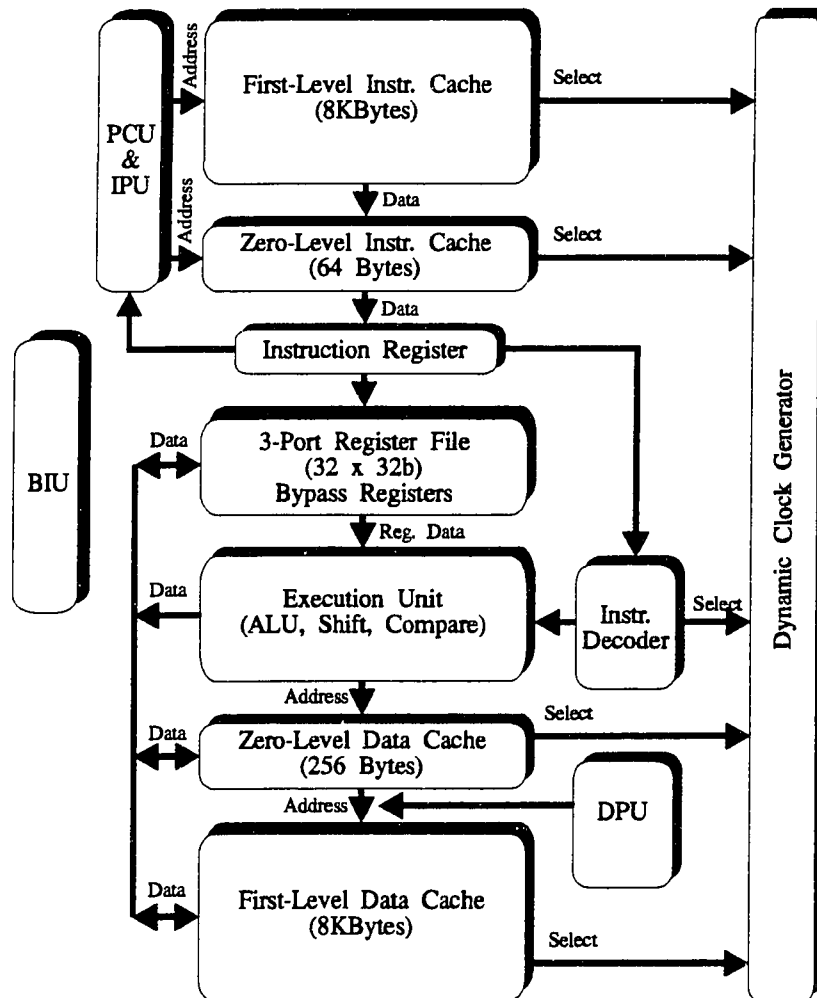 Address
First-Level Instr. Cache
(8KBytes)
Select
PCU
&
IPU
Data
Address
Zero-Level Instr. Cache
(64 Bytes)
Select
Data
Instruction Register
BIU
Data
3-Port Register File
(32 x 32b)
Bypass Registers
Reg. Data
Data
Execution Unit
(ALU, Shift, Compare)
Instr.
Decoder
Select
Dynamic Clock Generator
Address
Data
Zero-Level Data Cache
(256 Bytes)
Select
Address
DPU
Data
First-Level Data Cache
(8KBytes)
Select